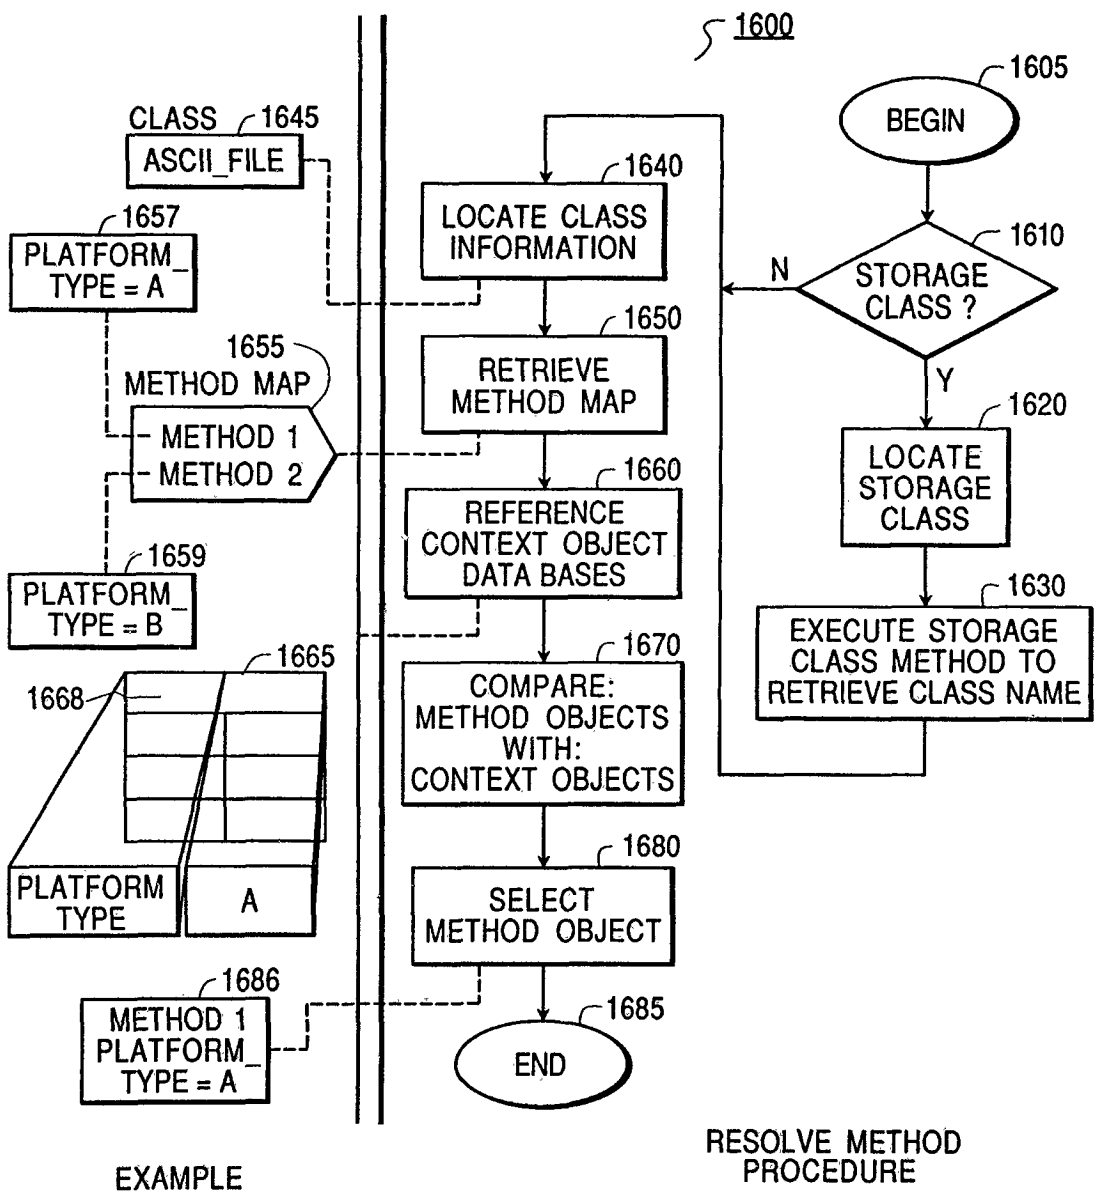 1600
1605
BEGIN
CLASS
1645
ASCII_FILE
1640
LOCATE CLASS
INFORMATION
1657
PLATFORM_
TYPE = A
1610
STORAGE
CLASS ?
N
Y
1650
RETRIEVE
METHOD MAP
1655
METHOD MAP
METHOD 1
METHOD 2
1620
LOCATE
STORAGE
CLASS
1660
REFERENCE
CONTEXT OBJECT
DATA BASES
1659
PLATFORM_
TYPE = B
1630
EXECUTE STORAGE
CLASS METHOD TO
RETRIEVE CLASS NAME
1665
1668
1670
COMPARE:
METHOD OBJECTS
WITH:
CONTEXT OBJECTS
PLATFORM
TYPE
A
1680
SELECT
METHOD OBJECT
1686
METHOD 1
PLATFORM_
TYPE = A
1685
END
EXAMPLE
RESOLVE METHOD
PROCEDURE